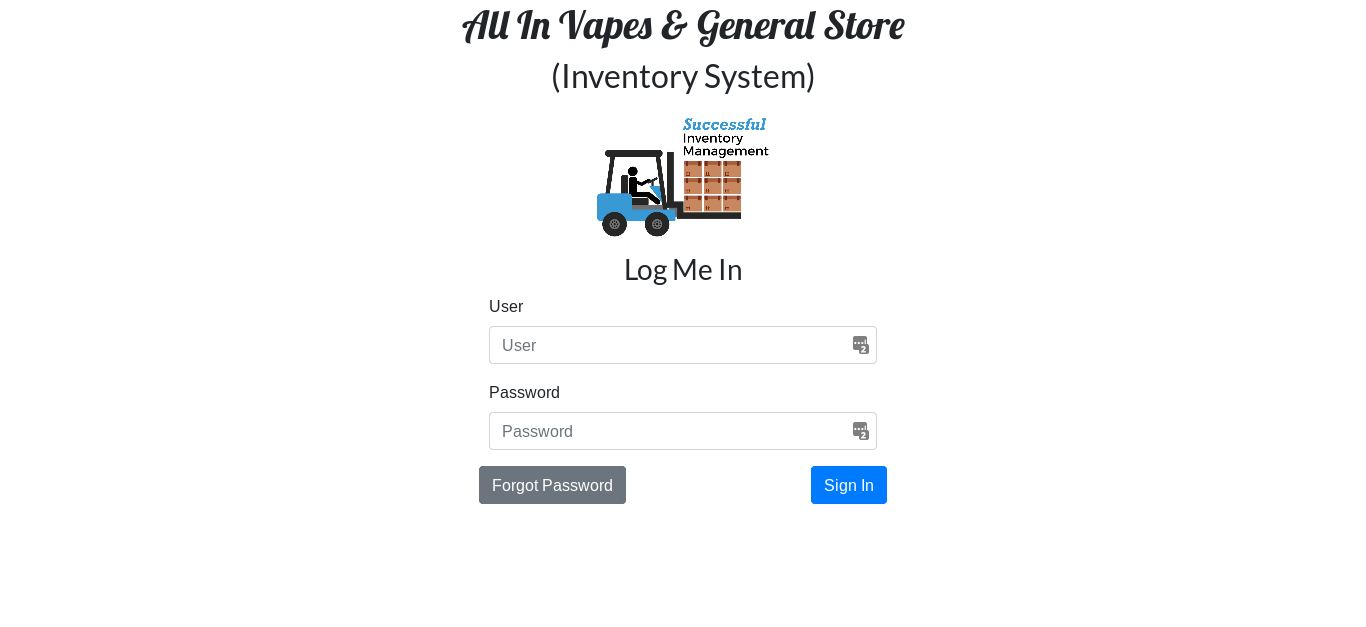 All In Vapes & General Store
(Inventory System)
Successful
Inventory
Management
Log Me In
User
User
Password
Password
Forgot Password Sign In